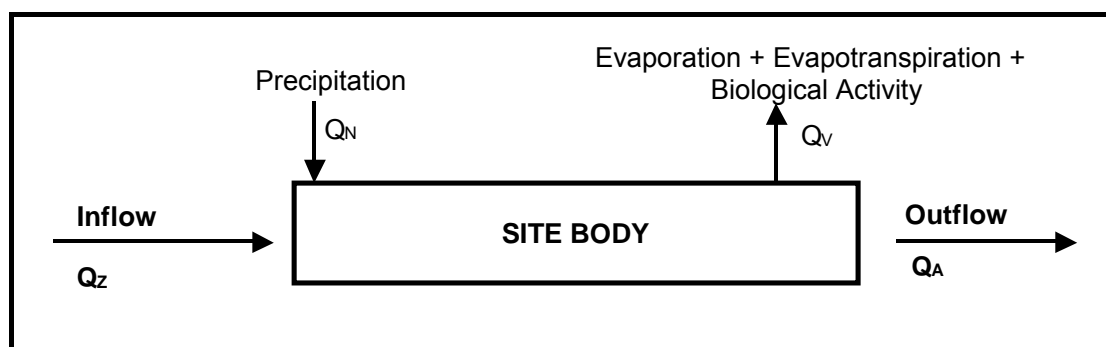 Evaporation + Evapotranspiration +
Biological Activity
Precipitation
QN
QV
Inflow
QZ
SITE BODY
Outflow
QA